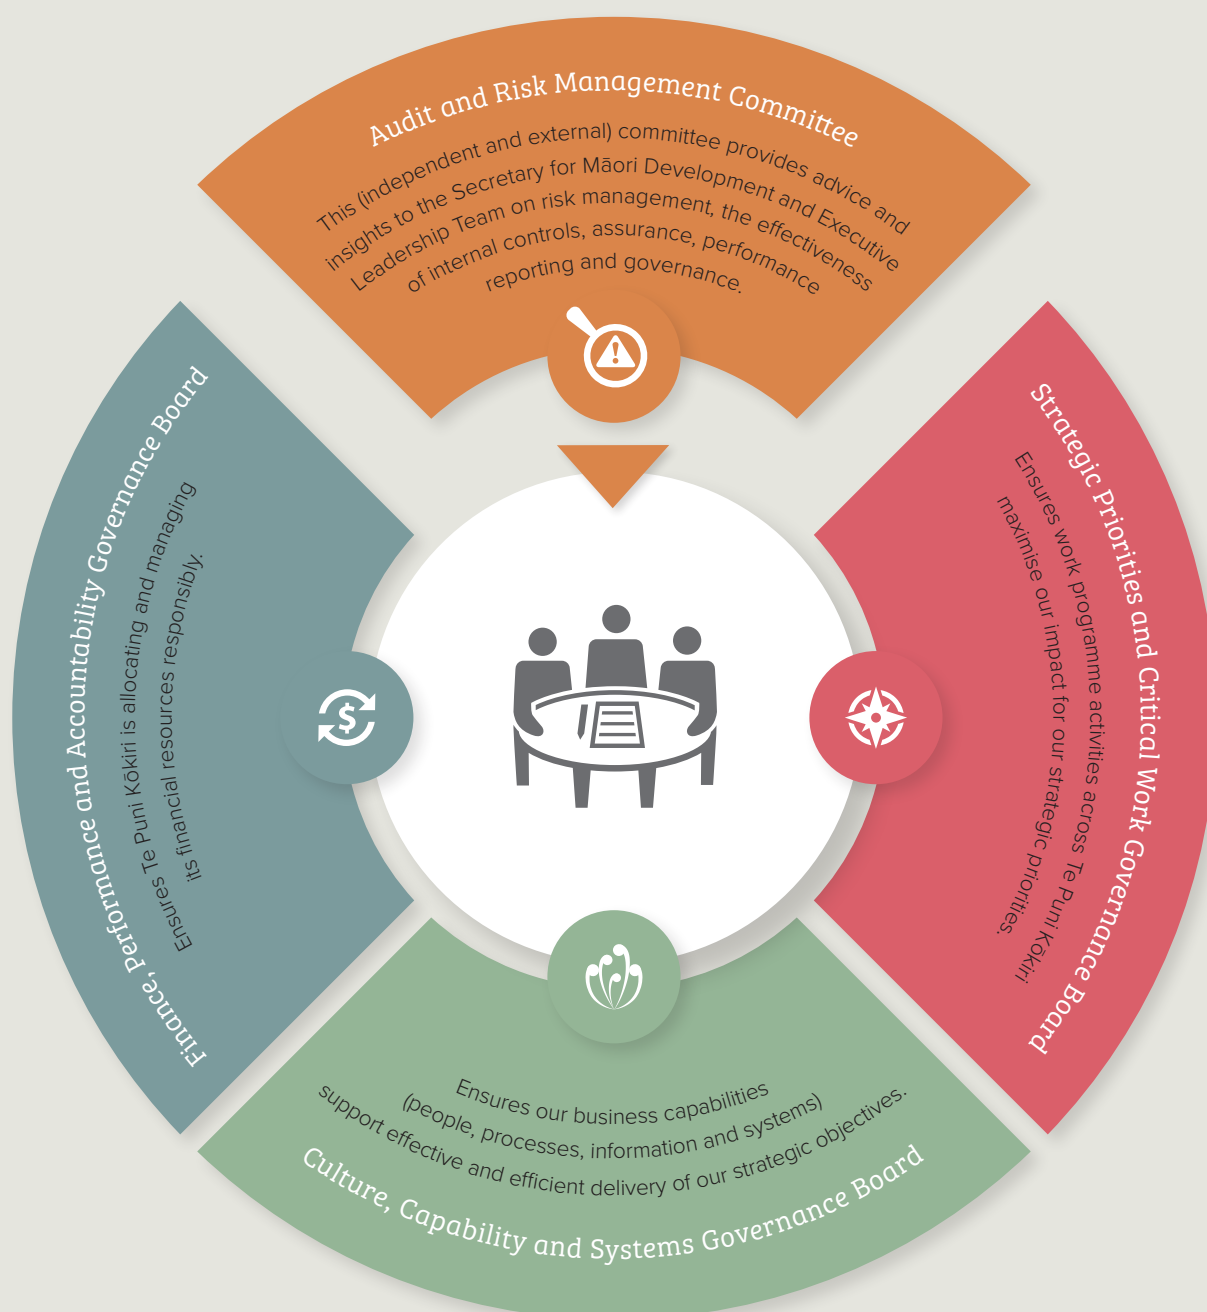 Audit and Risk Management Committee
This (independent and external) committee provides advice and
insights to the Secretary for Māori Development and Executive
Leadership Team on risk management, the effectiveness
of internal controls, assurance, performance
reporting and governance.
Strategic Priorities and Critical Work Governance Board
Ensures work programme activities across Te Puni Kōkiri
maximise our impact for our strategic priorities.
Ensures our business capabilities
(people, processes, information and systems)
support effective and efficient delivery of our strategic objectives.
Culture, Capability and Systems Governance Board
Finance, Performance and Accountability Governance Board
Ensures Te Puni Kōkiri is allocating and managing
its financial resources responsibly.
$